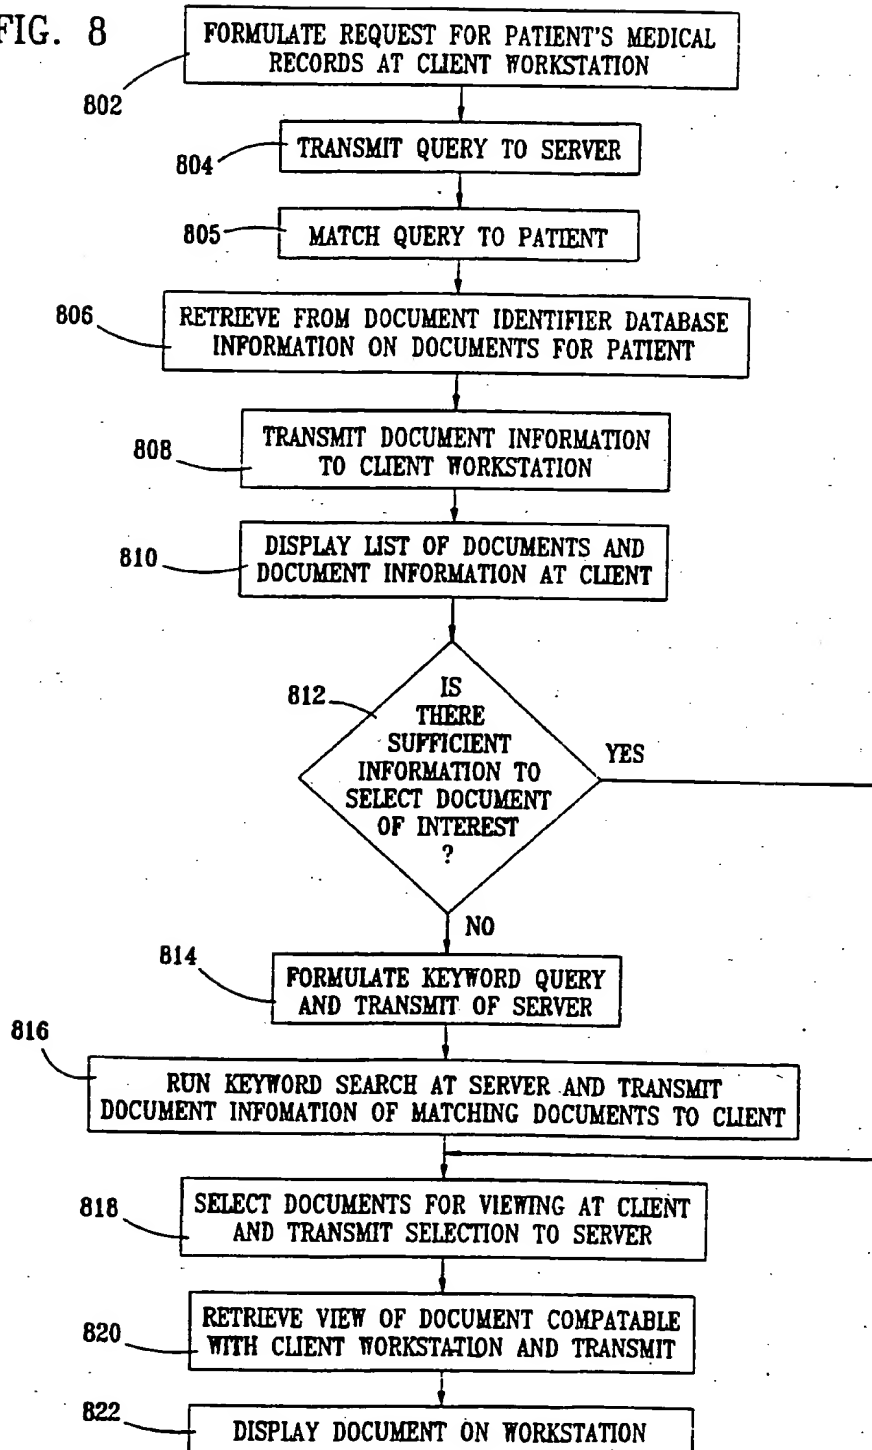 FIG. 8
FORMULATE REQUEST FOR PATIENT'S MEDICAL
RECORDS AT CLIENT WORKSTATION
802
TRANSMIT QUERY TO SERVER
804
MATCH QUERY TO PATIENT
805
806
RETRIEVE FROM DOCUMENT IDENTIFIER DATABASE
INFORMATION ON DOCUMENTS FOR PATIENT
808
TRANSMIT DOCUMENT INFORMATION
TO CLIENT WORKSTATION
810
DISPLAY LIST OF DOCUMENTS AND
DOCUMENT INFORMATION AT CLIENT
812
IS
THERE
SUFFICIENT
INFORMATION TO
SELECT DOCUMENT
OF INTEREST
?
YES
NO
814
FORMULATE KEYWORD QUERY
AND TRANSMIT OF SERVER
816
RUN KEYWORD SEARCH AT SERVER AND TRANSMIT
DOCUMENT INFOMATION OF MATCHING DOCUMENTS TO CLIENT
818
SELECT DOCUMENTS FOR VIEWING AT CLIENT
AND TRANSMIT SELECTION TO SERVER
820
RETRIEVE VIEW OF DOCUMENT COMPATABLE
WITH CLIENT WORKSTATION AND TRANSMIT
822
DISPLAY DOCUMENT ON WORKSTATION